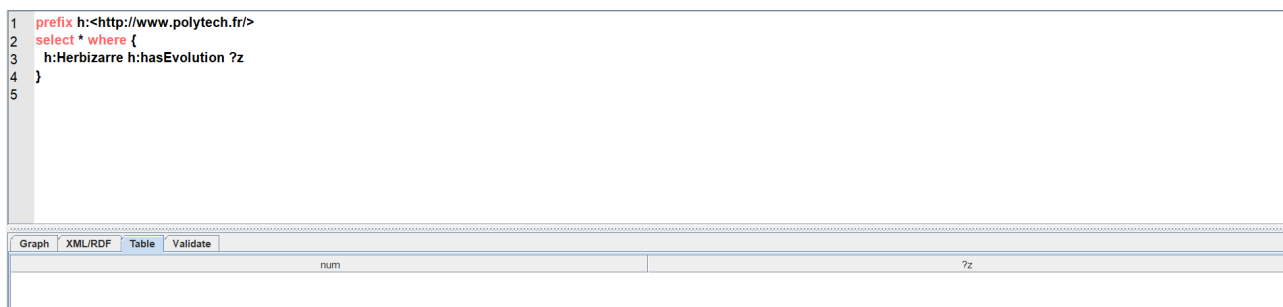 1 prefix h:<http://www.polytech.fr/>
2 select * where {
3 h:Herbizarre h:hasEvolution ?z
4 }
5
Graph XML/RDF Table Validate
num ?z